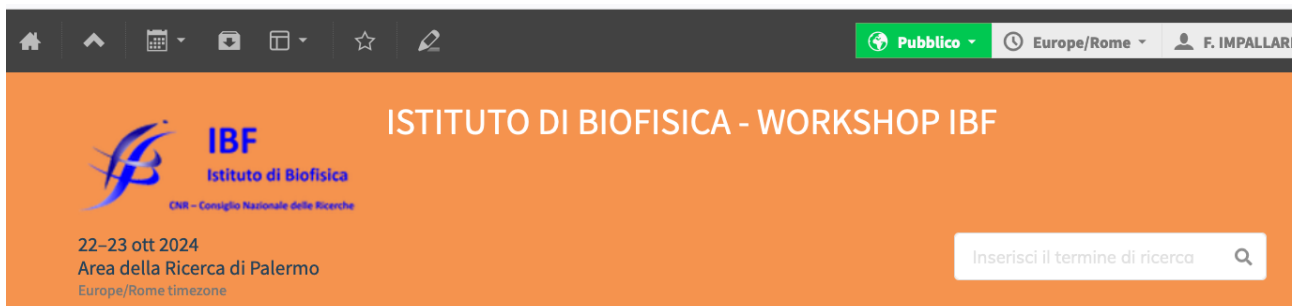 Pubblico
Europe/Rome
F. IMPALLAR
ISTITUTO DI BIOFISICA - WORKSHOP IBF
IBF
Istituto di Biofisica
CNR – Consiglio Nazionale delle Ricerche
22–23 ott 2024
Area della Ricerca di Palermo
Europe/Rome timezone
Inserisci il termine di ricerca